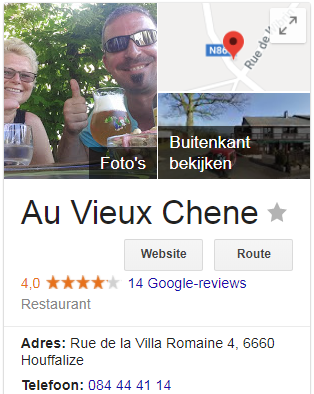 N86
Rue de
Foto's
Buitenkant
bekijken
Au Vieux Chene
Website
Route
4,0
14 Google-reviews
Restaurant
Adres: Rue de la Villa Romaine 4, 6660
Houffalize
Telefoon: 084 44 41 14